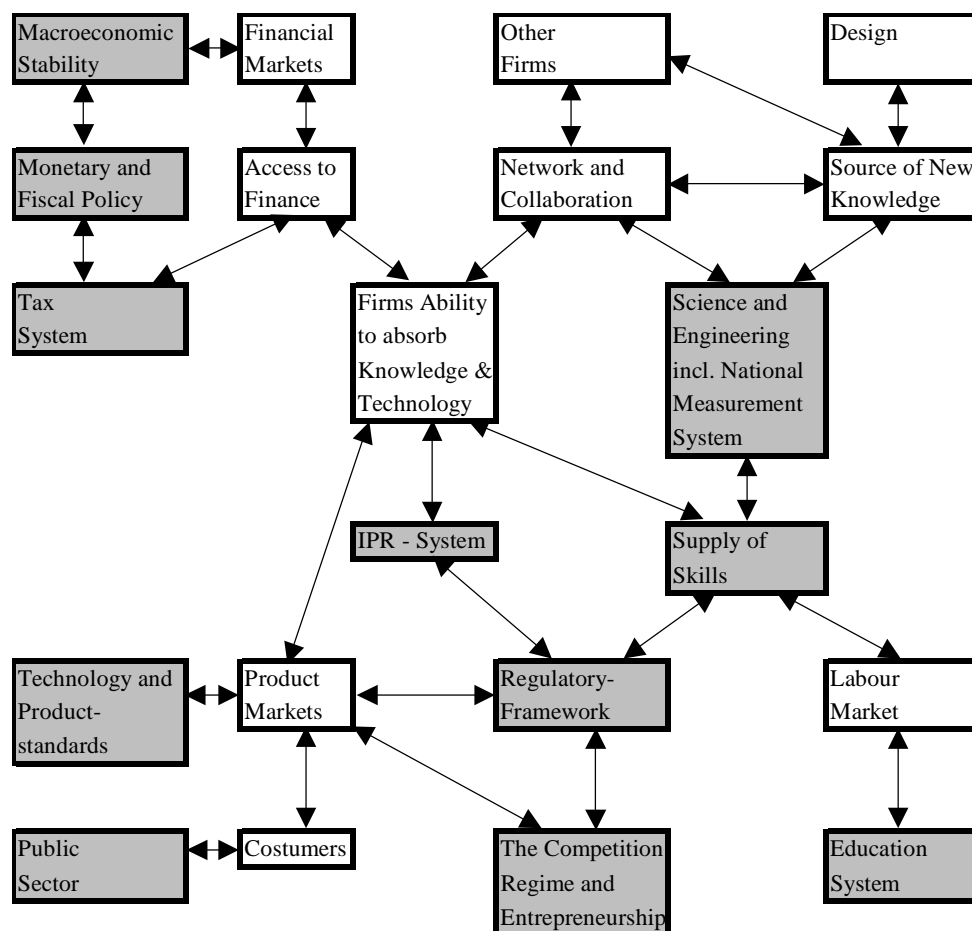 Macroeconomic
Stability
Financial
Markets
Other
Firms
Design
Monetary and
Fiscal Policy
Access to
Finance
Network and
Collaboration
Source of New
Knowledge
Tax
System
Firms Ability
to absorb
Knowledge &
Technology
Science and
Engineering
incl. National
Measurement
System
IPR - System
Supply of
Skills
Technology and
Product-
standards
Product
Markets
Regulatory-
Framework
Labour
Market
Public
Sector
Costumers
The Competition
Regime and
Entrepreneurship
Education
System